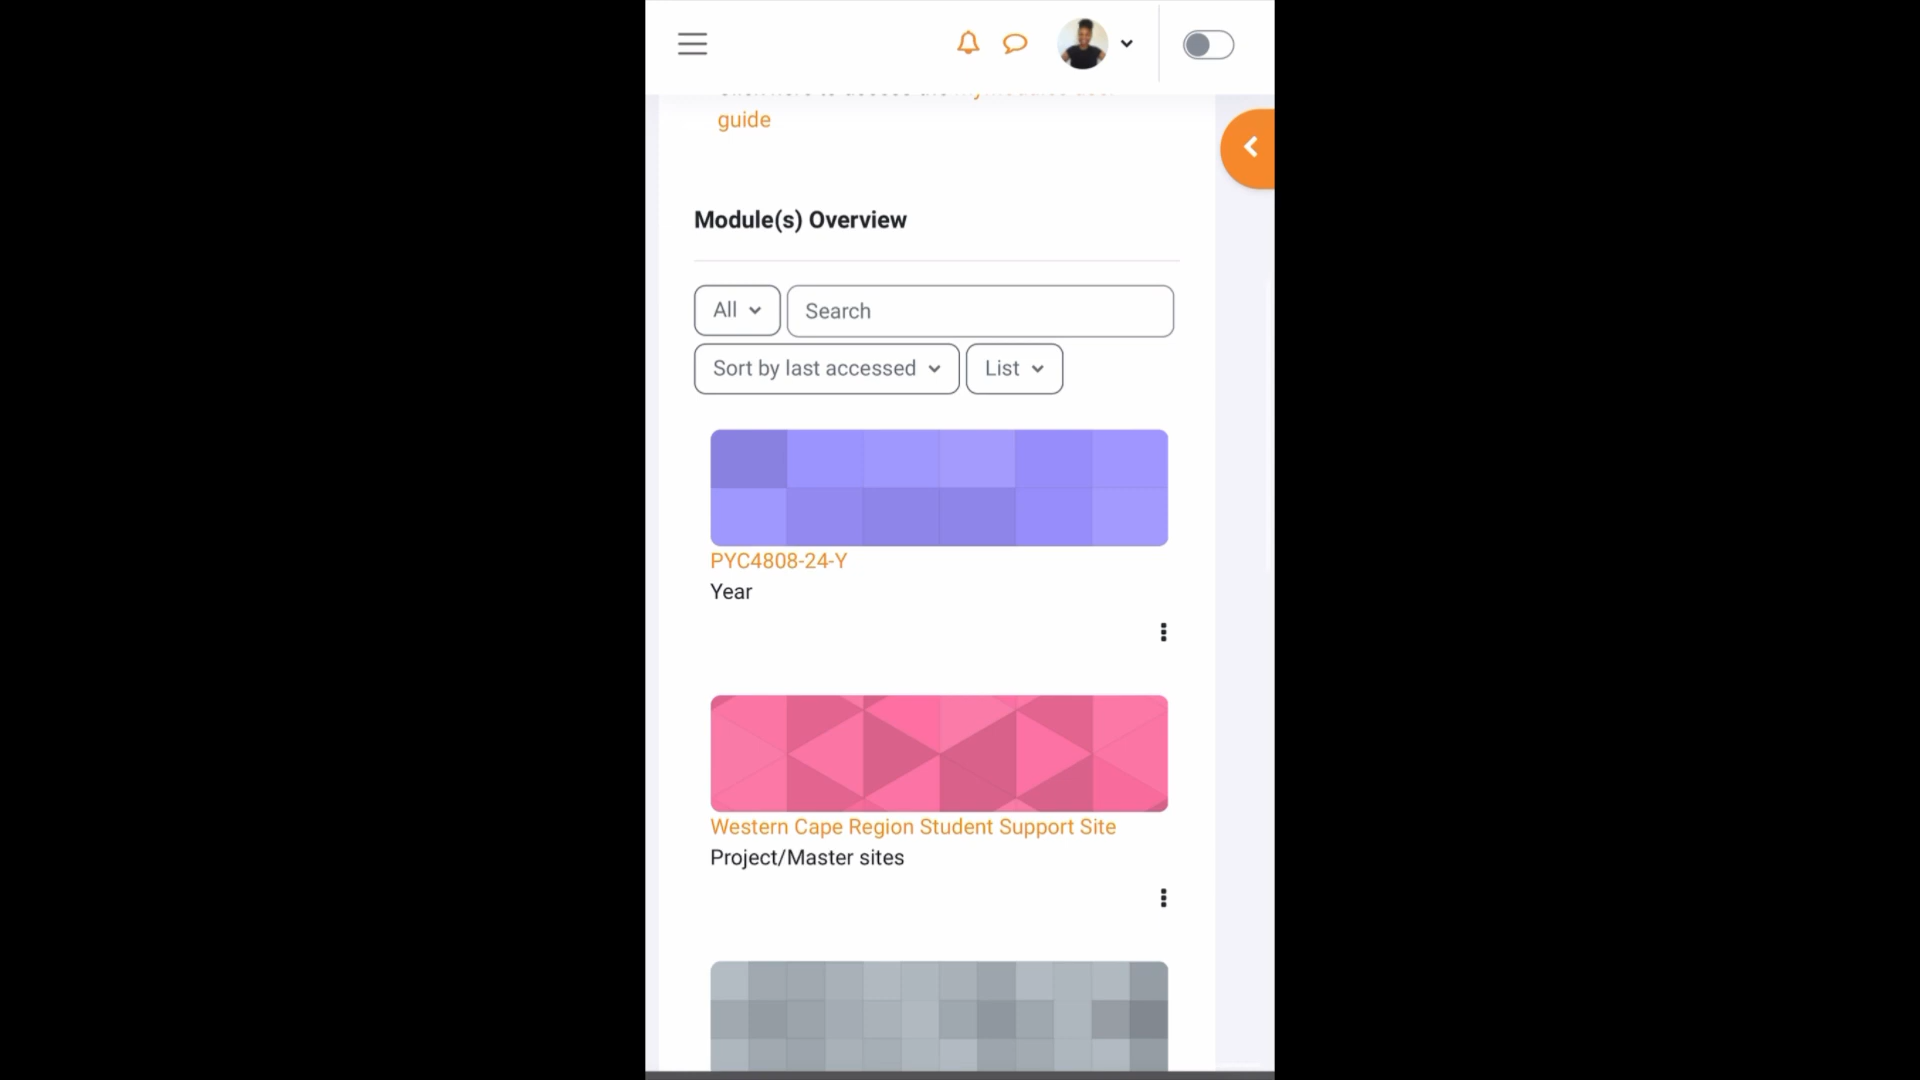 guide
Module(s) Overview
All
Search
Sort by last accessed
List
PYC4808-24-Y
Year
Western Cape Region Student Support Site
Project/Master sites